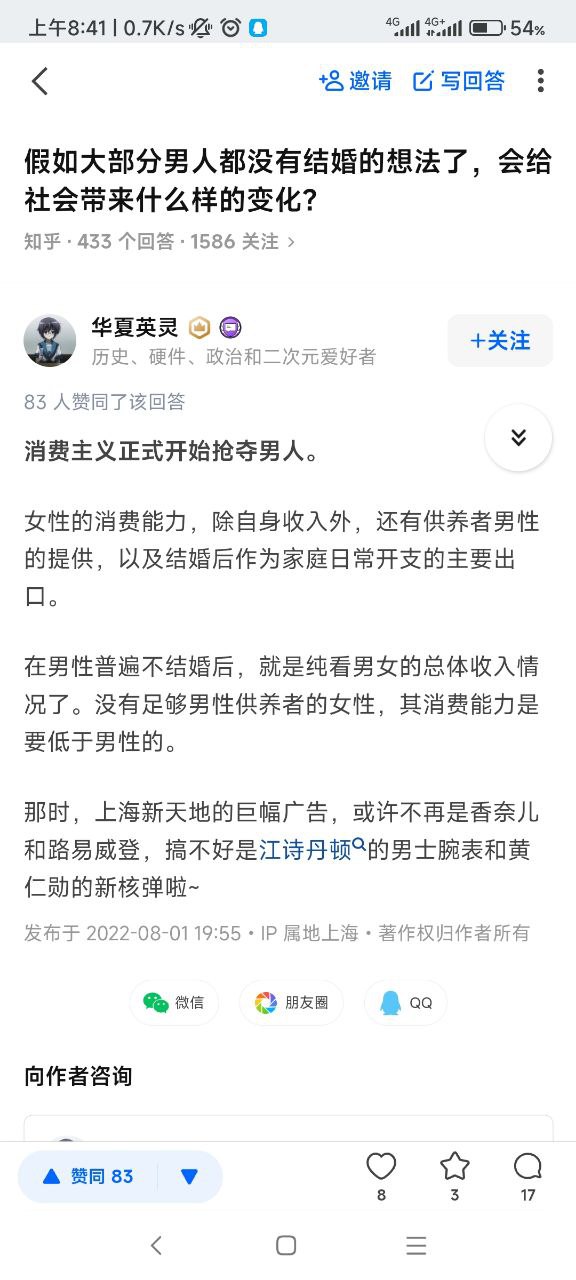 上午8:41 | 0.7K/s 4G 4G+ 54%
邀请 写回答
假如大部分男人都没有结婚的想法了，会给
社会带来什么样的变化？
知乎 · 433 个回答 · 1586 关注 >
华夏英灵
+关注
历史、硬件、政治和二次元爱好者
83 人赞同了该回答
消费主义正式开始抢夺男人。
女性的消费能力，除自身收入外，还有供养者男性
的提供，以及结婚后作为家庭日常开支的主要出
口。
在男性普遍不结婚后，就是纯看男女的总体收入情
况了。没有足够男性供养者的女性，其消费能力是
要低于男性的。
那时，上海新天地的巨幅广告，或许不再是香奈儿
和路易威登，搞不好是江诗丹顿的男士腕表和黄
仁勋的新核弹啦~
发布于 2022-08-01 19:55 · IP 属地上海 · 著作权归作者所有
微信 朋友圈 QQ
向作者咨询
赞同 83
8 3 17